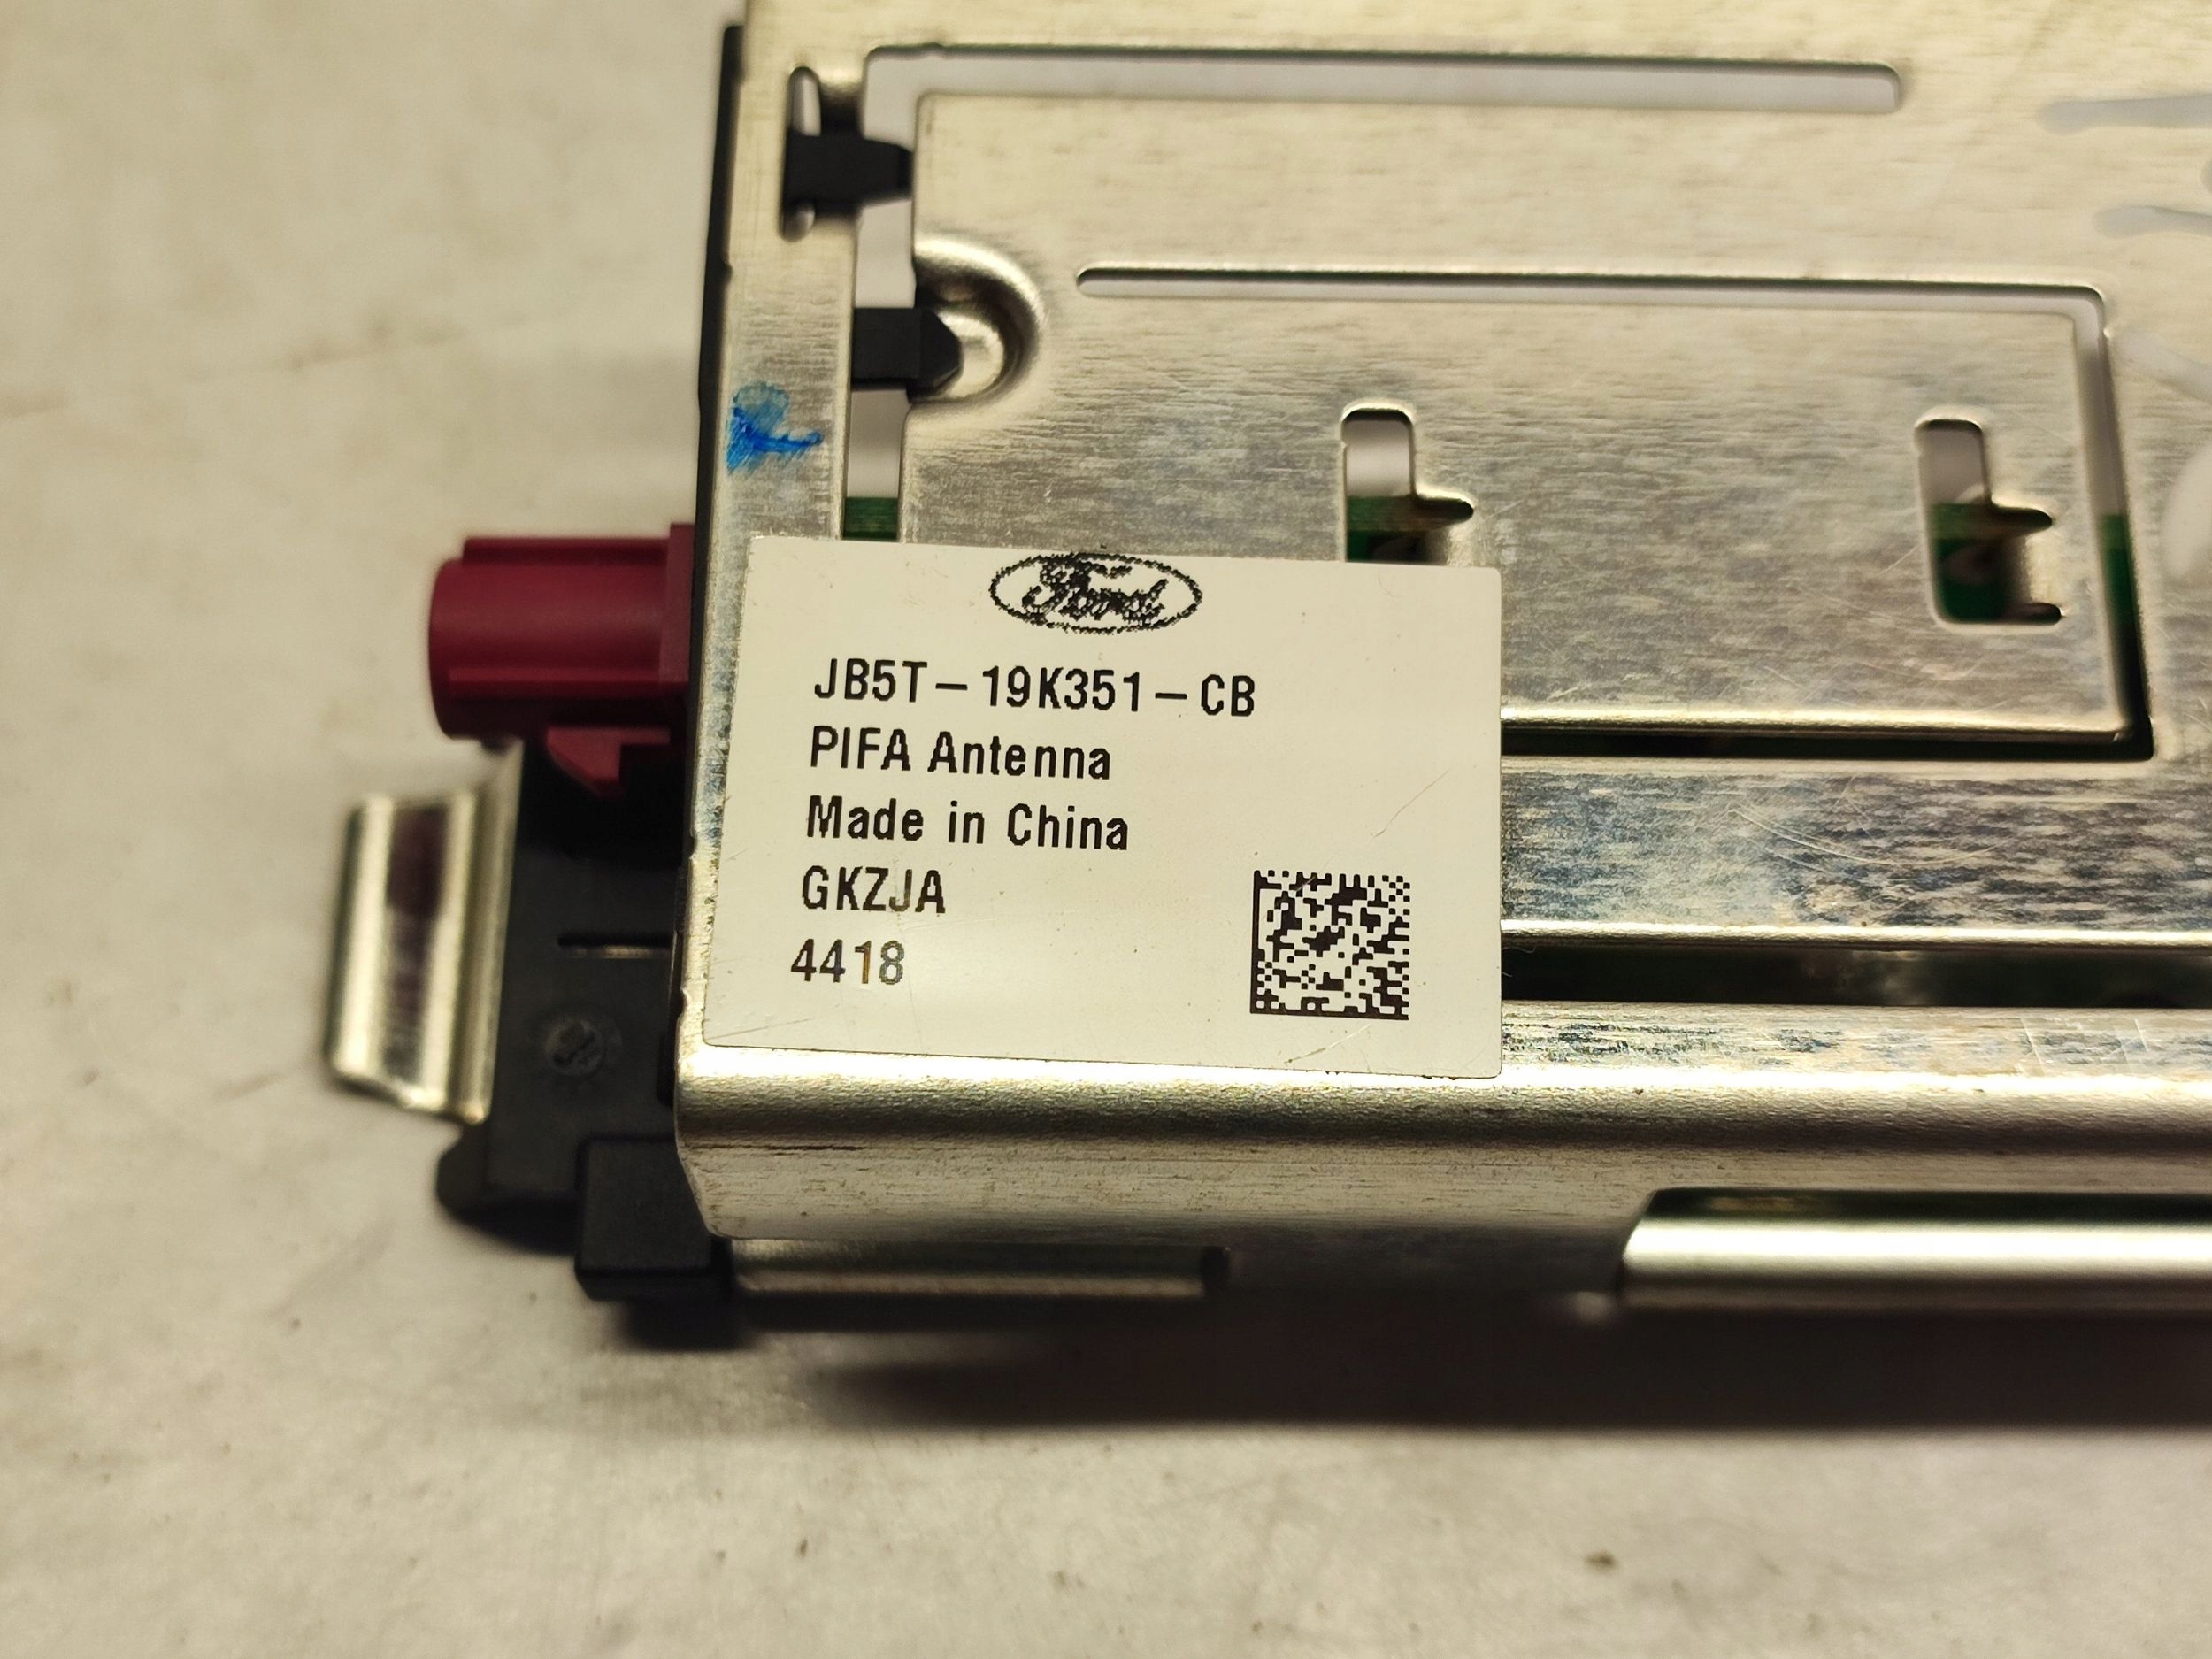 Ford
JB5T-19K351-CB
PIFA Antenna
Made in China
GKZJA
4418